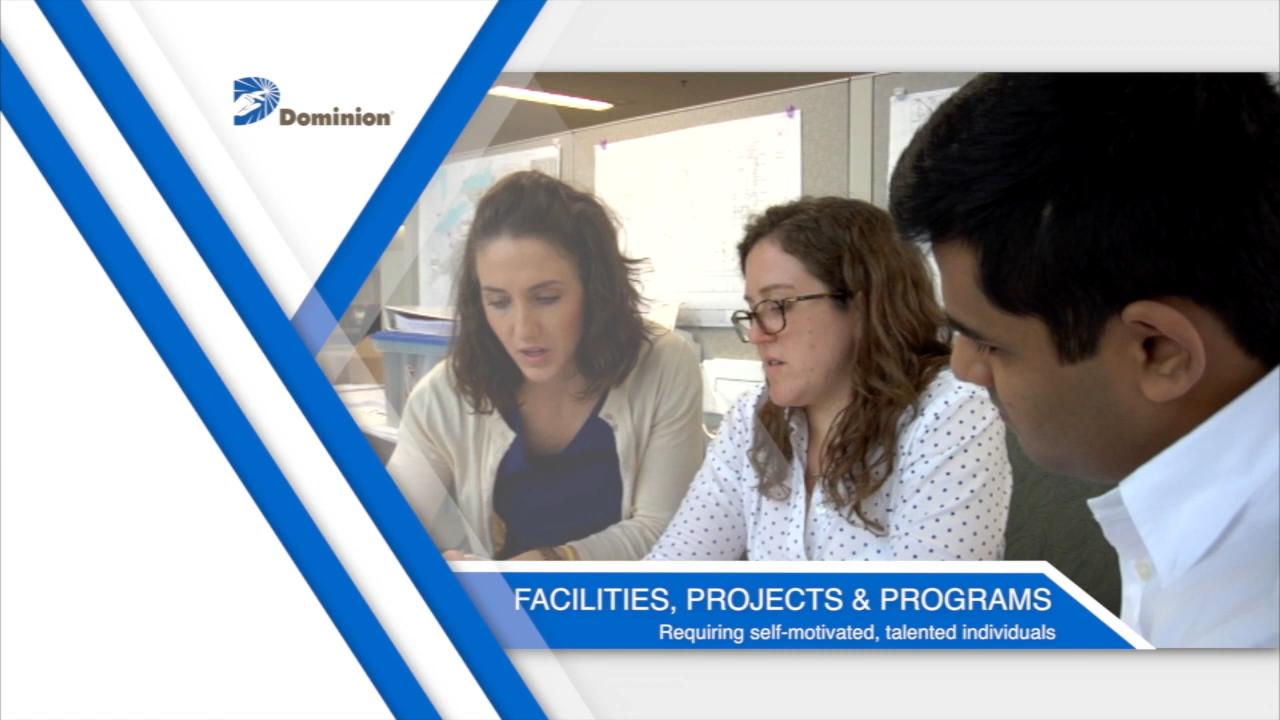 Dominion®
FACILITIES, PROJECTS & PROGRAMS
Requiring self-motivated, talented individuals